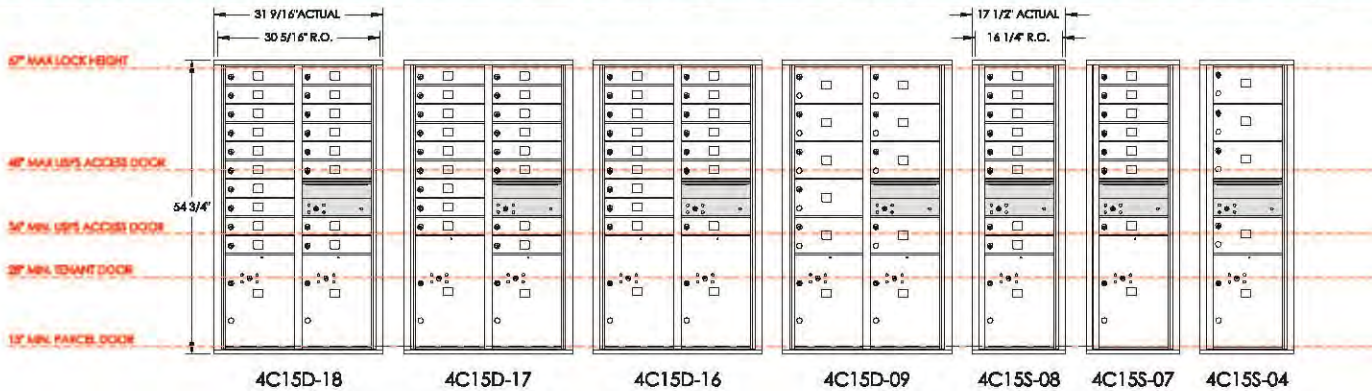 31 9/16"ACTUAL
30 5/16" R.O.
17 1/2" ACTUAL
16 1/4" R.O.
67" MAX LOCK HEIGHT
48" MAX USPS ACCESS DOOR
54 3/4"
36" MIN. USPS ACCESS DOOR
28" MIN. TENANT DOOR
15" MIN. PARCEL DOOR
4C15D-18
4C15D-17
4C15D-16
4C15D-09
4C15S-08
4C15S-07
4C15S-04